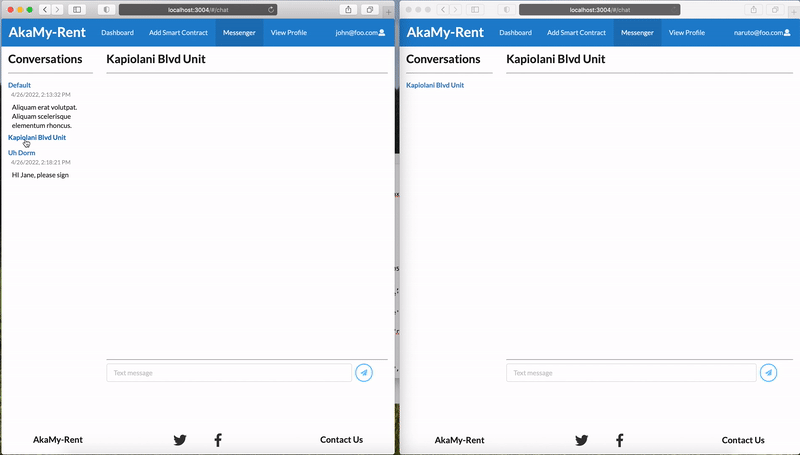 localhost:3004/#/chat
AkaMy-Rent Dashboard Add Smart Contract Messenger View Profile john@foo.com
Conversations
Default
4/26/2022, 2:13:32 PM
Aliquam erat volutpat.
Aliquam scelerisque
elementum rhoncus.
Kapiolani Blvd Unit
Uh Dorm
4/26/2022, 2:18:21 PM
HI Jane, please sign
Kapiolani Blvd Unit
Text message
AkaMy-Rent Contact Us
localhost:3004/#/chat
AkaMy-Rent Dashboard Add Smart Contract Messenger View Profile naruto@foo.com
Conversations
Kapiolani Blvd Unit
Kapiolani Blvd Unit
Text message
AkaMy-Rent Contact Us